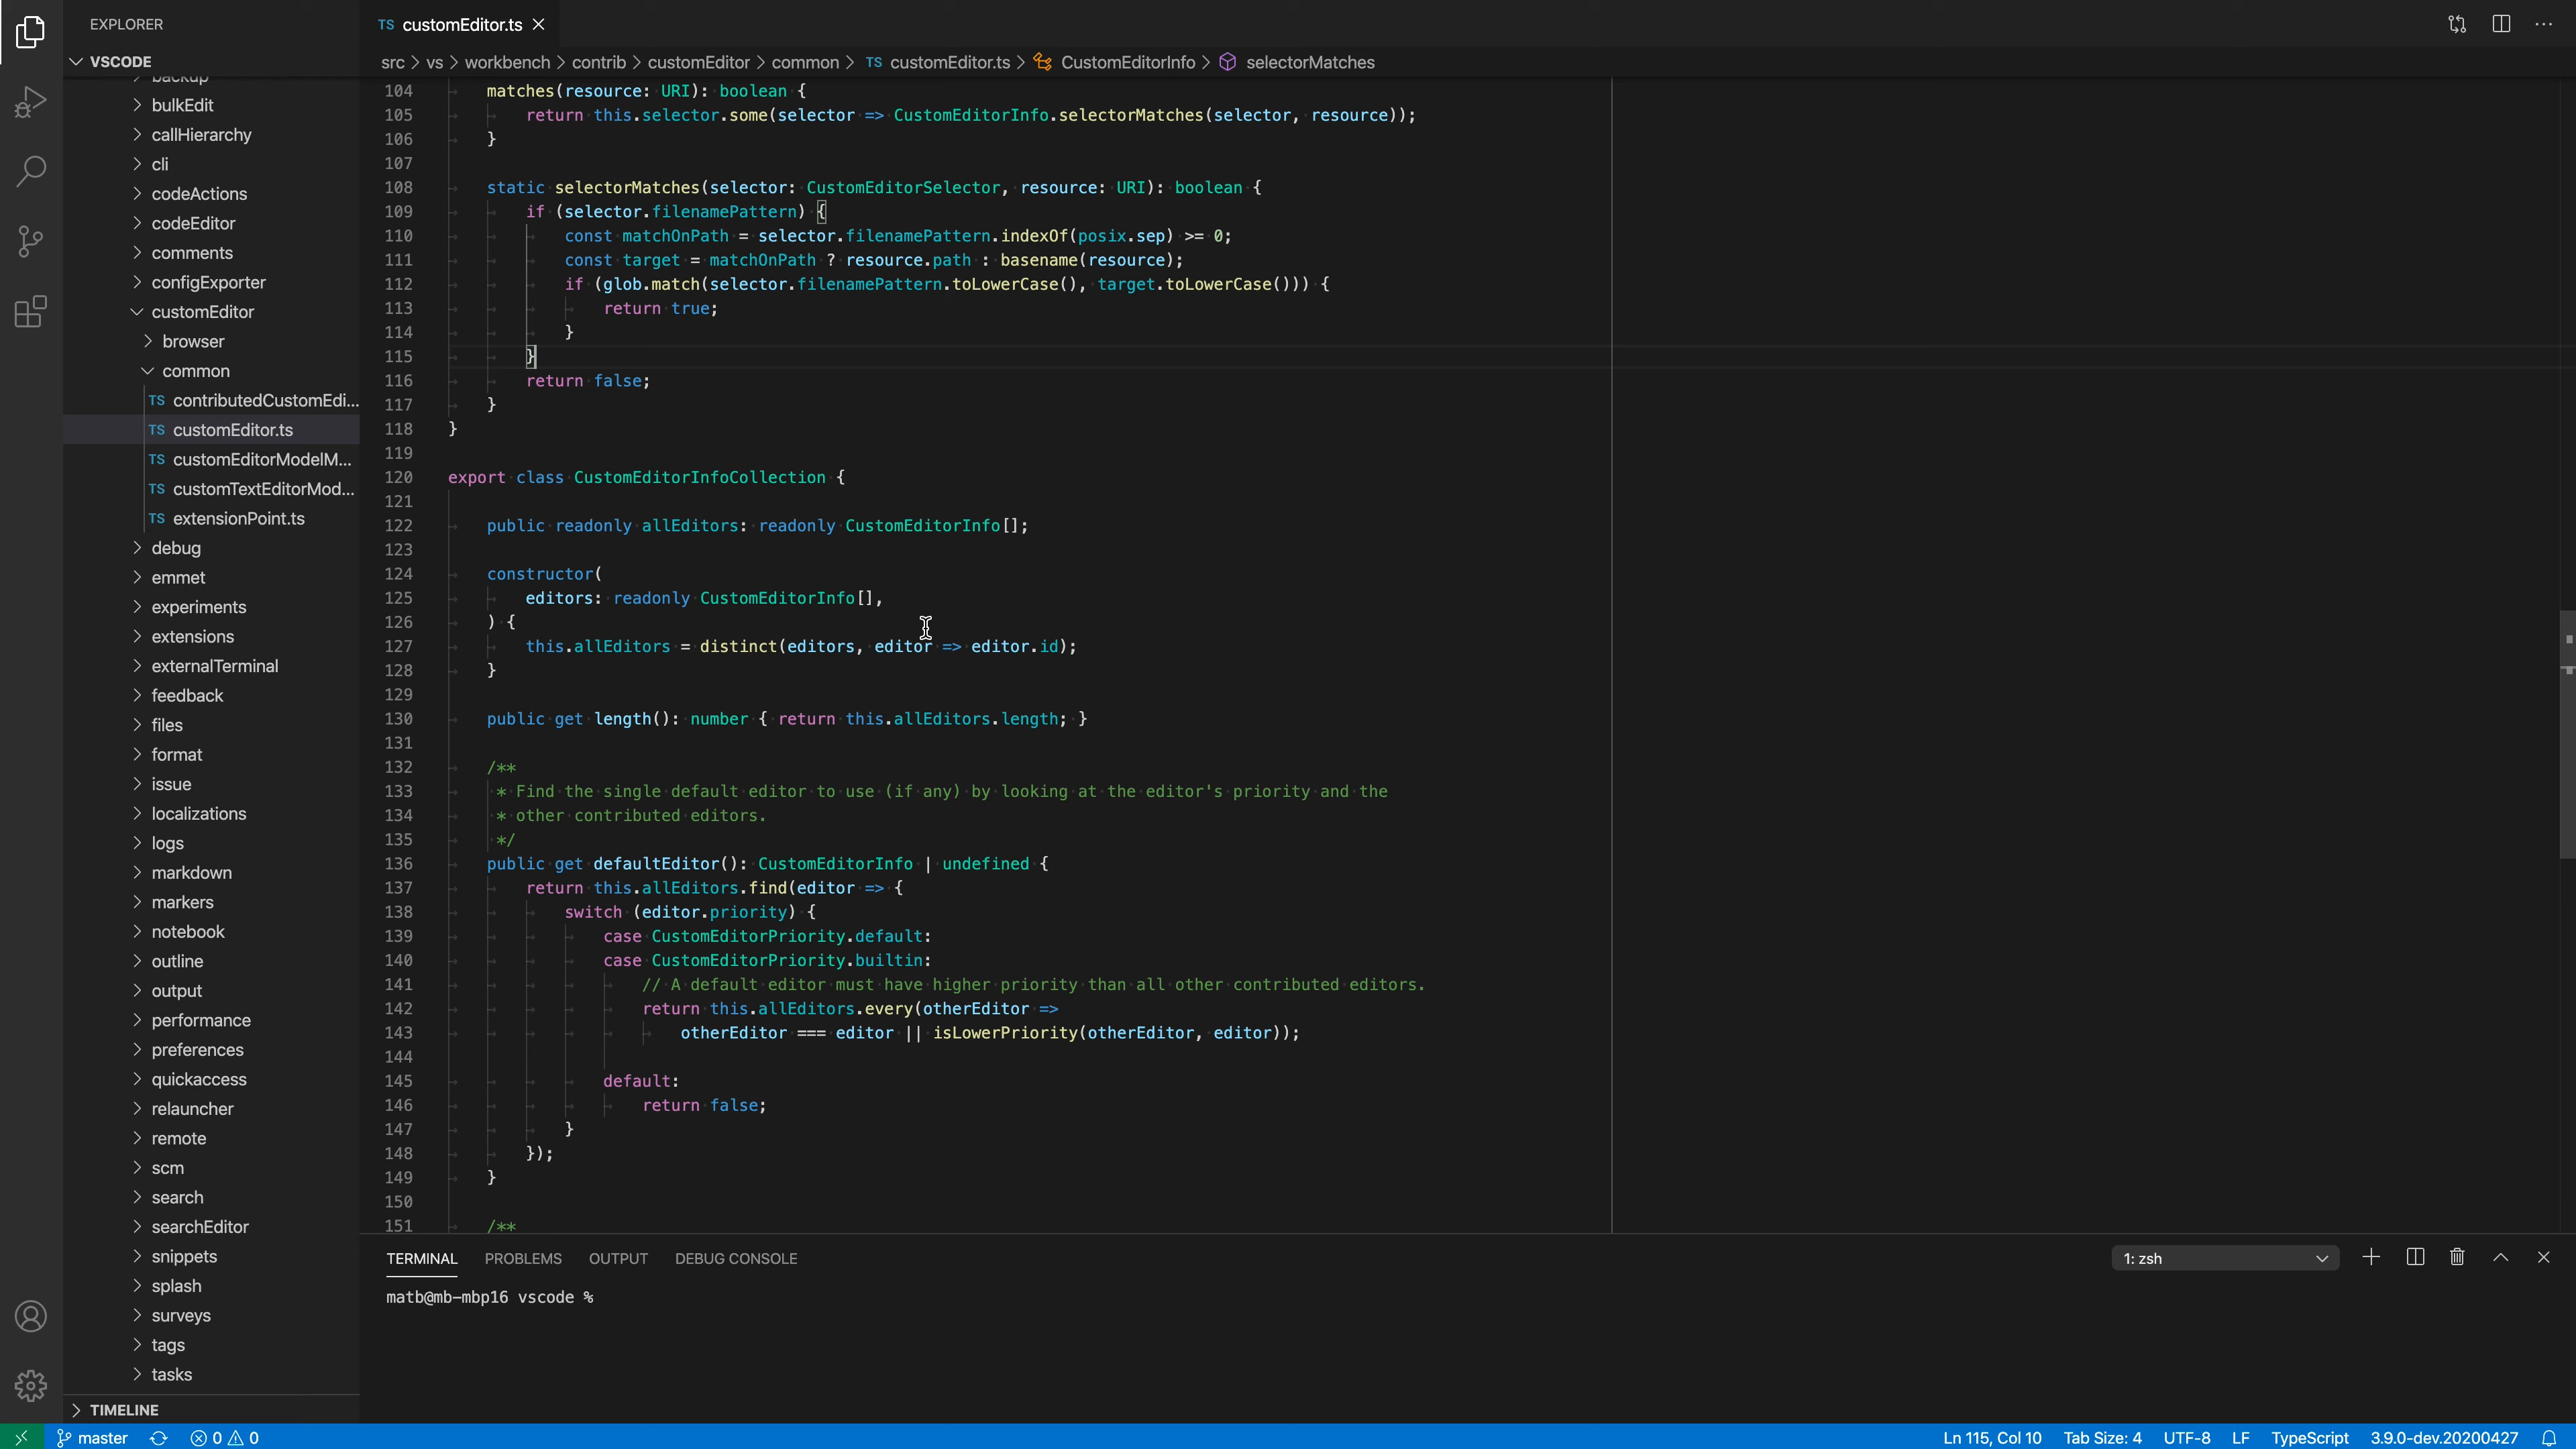 EXPLORER
VSCODE
backup
bulkEdit
callHierarchy
cli
codeActions
codeEditor
comments
configExporter
customEditor
browser
common
TS contributedCustomEdi...
TS customEditor.ts
TS customEditorModelM...
TS customTextEditorMod...
TS extensionPoint.ts
debug
emmet
experiments
extensions
externalTerminal
feedback
files
format
issue
localizations
logs
markdown
markers
notebook
outline
output
performance
preferences
quickaccess
relauncher
remote
scm
search
searchEditor
snippets
splash
surveys
tags
tasks
TIMELINE
TS customEditor.ts
src > vs > workbench > contrib > customEditor > common > TS customEditor.ts > CustomEditorInfo > selectorMatches
104 matches(resource: URI): boolean {
105 return this.selector.some(selector => CustomEditorInfo.selectorMatches(selector, resource));
106 }
107
108 static selectorMatches(selector: CustomEditorSelector, resource: URI): boolean {
109 if (selector.filenamePattern) {
110 const matchOnPath = selector.filenamePattern.indexOf(posix.sep) >= 0;
111 const target = matchOnPath ? resource.path : basename(resource);
112 if (glob.match(selector.filenamePattern.toLowerCase(), target.toLowerCase())) {
113 return true;
114 }
115 }
116 return false;
117 }
118 }
119
120 export class CustomEditorInfoCollection {
121
122 public readonly allEditors: readonly CustomEditorInfo[];
123
124 constructor(
125 editors: readonly CustomEditorInfo[],
126 ) {
127 this.allEditors = distinct(editors, editor => editor.id);
128 }
129
130 public get length(): number { return this.allEditors.length; }
131
132 /**
133 * Find the single default editor to use (if any) by looking at the editor's priority and the
134 * other contributed editors.
135 */
136 public get defaultEditor(): CustomEditorInfo | undefined {
137 return this.allEditors.find(editor => {
138 switch (editor.priority) {
139 case CustomEditorPriority.default:
140 case CustomEditorPriority.builtin:
141 // A default editor must have higher priority than all other contributed editors.
142 return this.allEditors.every(otherEditor =>
143 otherEditor === editor || isLowerPriority(otherEditor, editor));
144
145 default:
146 return false;
147 }
148 });
149 }
150
151 /**
TERMINAL PROBLEMS OUTPUT DEBUG CONSOLE 1: zsh
matb@mb-mbp16 vscode %
master 0 0 Ln 115, Col 10 Tab Size: 4 UTF-8 LF TypeScript 3.9.0-dev.20200427